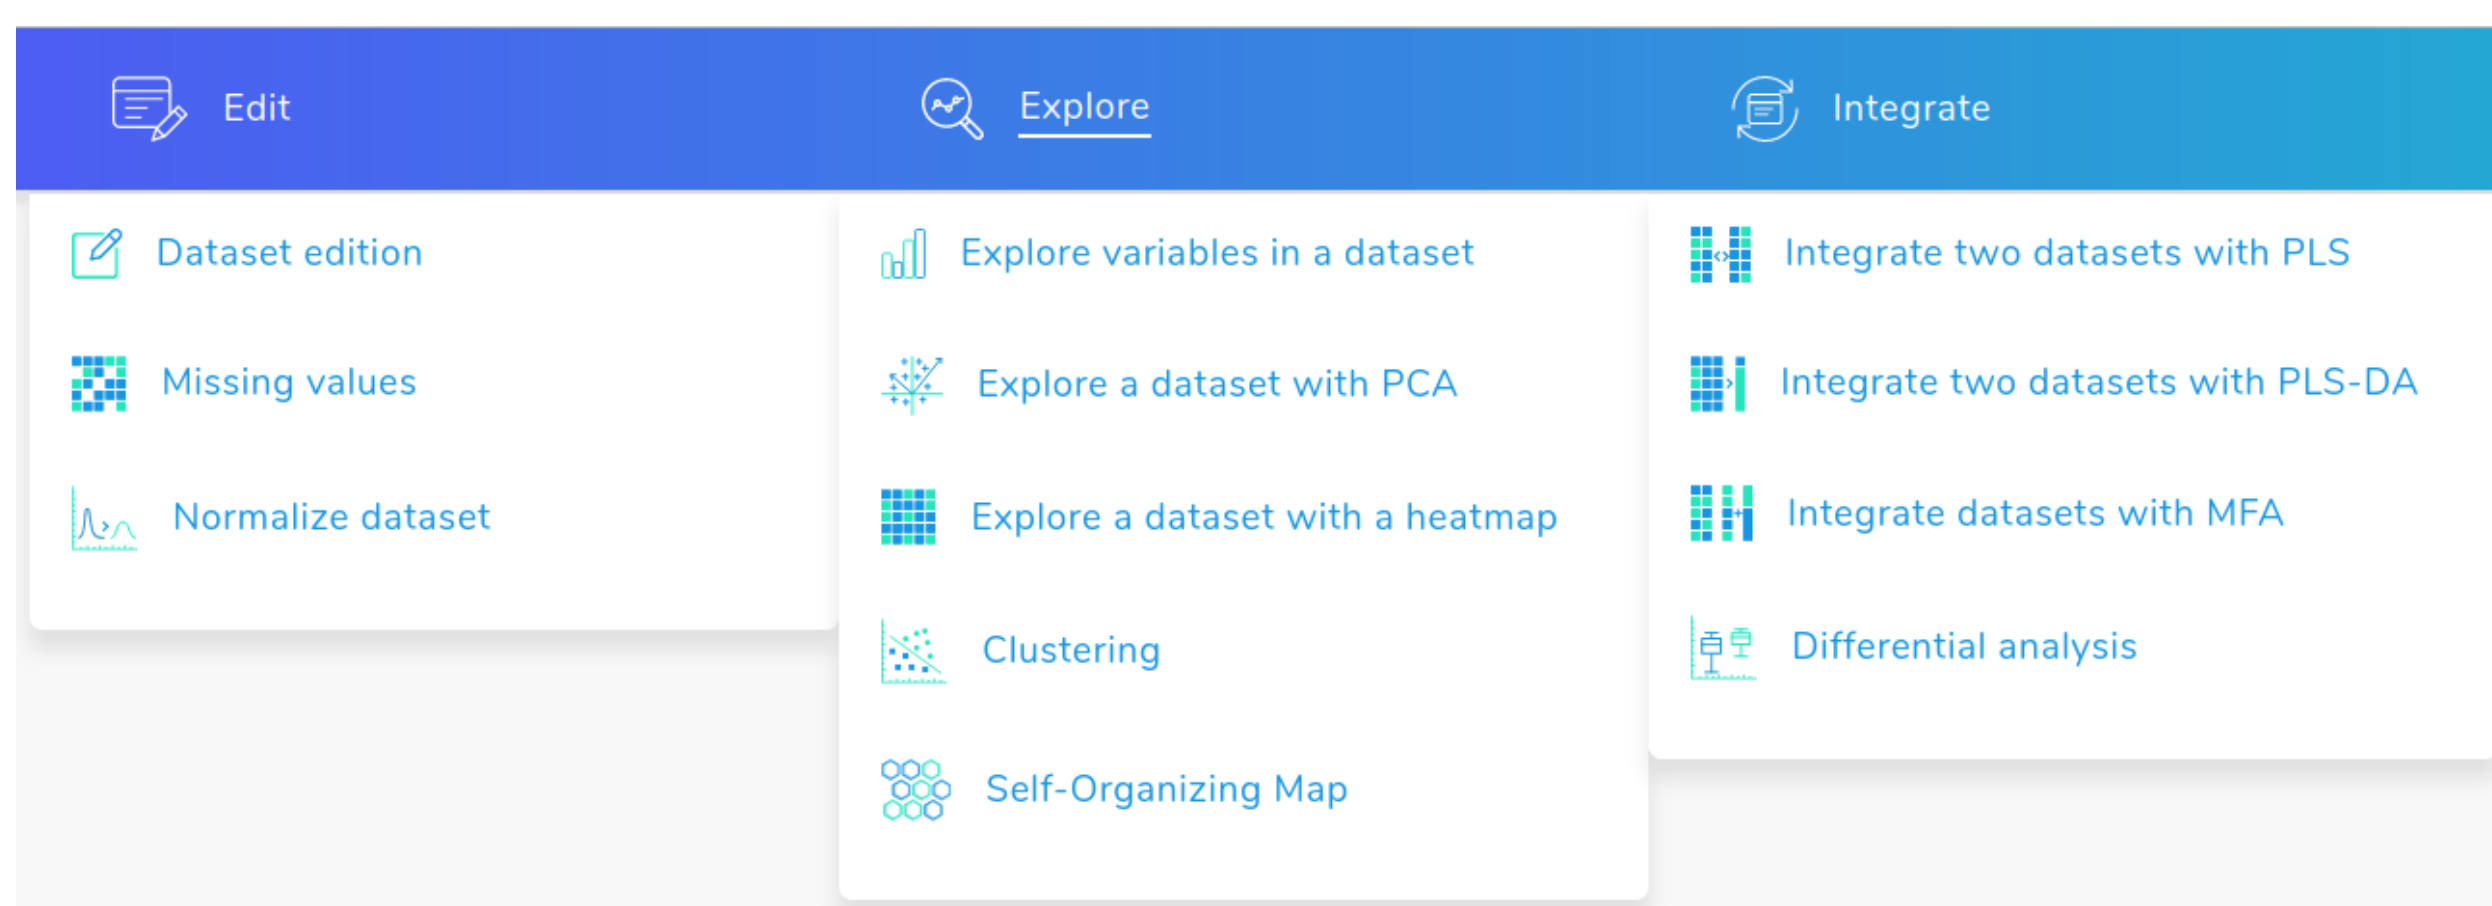 Edit
Explore
Integrate
Dataset edition
Missing values
Normalize dataset
Explore variables in a dataset
Explore a dataset with PCA
Explore a dataset with a heatmap
Clustering
Self-Organizing Map
Integrate two datasets with PLS
Integrate two datasets with PLS-DA
Integrate datasets with MFA
Differential analysis